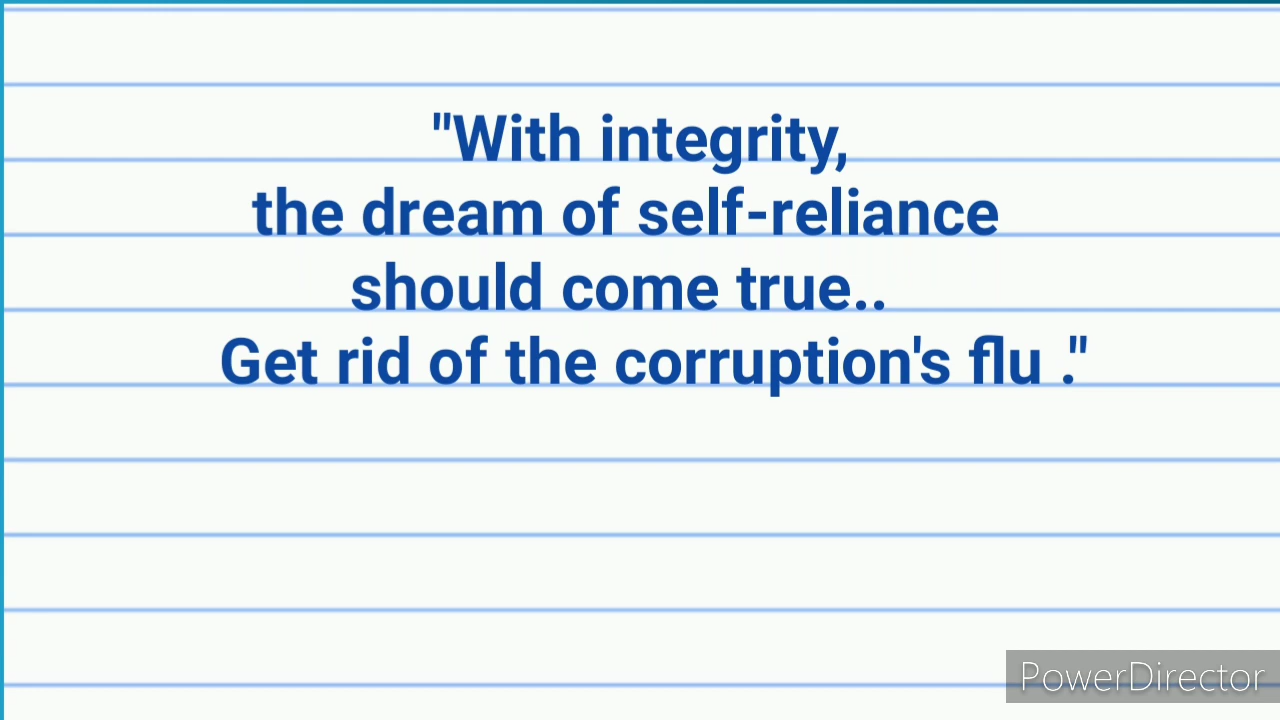 "With integrity,
the dream of self-reliance
should come true..
Get rid of the corruption's flu ."
PowerDirector